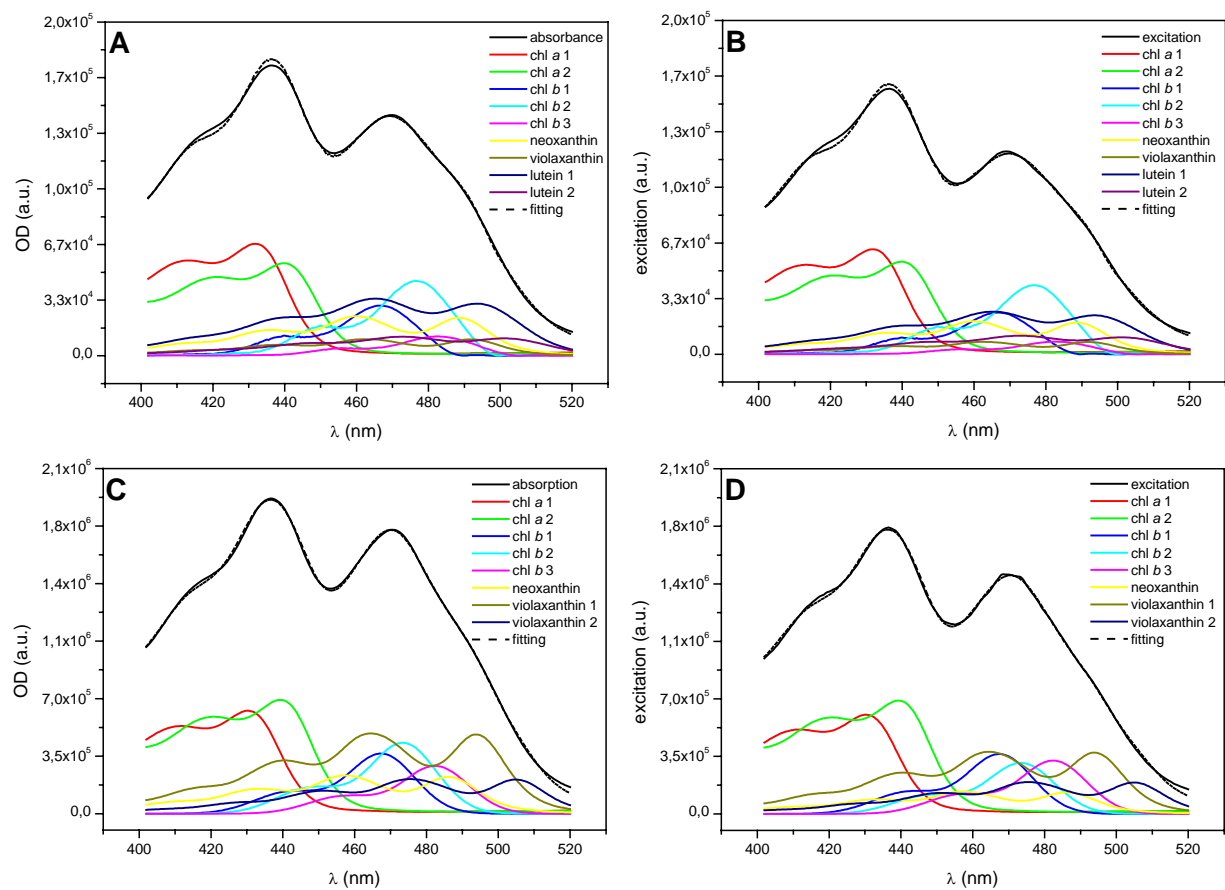 A
2,0x10⁵
1,7x10⁵
1,3x10⁵
1,0x10⁵
6,7x10⁴
3,3x10⁴
0,0
OD (a.u.)
400 420 440 460 480 500 520
λ (nm)
absorbance
chl a 1
chl a 2
chl b 1
chl b 2
chl b 3
neoxanthin
violaxanthin
lutein 1
lutein 2
fitting
B
2,0x10⁵
1,7x10⁵
1,3x10⁵
1,0x10⁵
6,7x10⁴
3,3x10⁴
0,0
excitation (a.u.)
400 420 440 460 480 500 520
λ (nm)
excitation
chl a 1
chl a 2
chl b 1
chl b 2
chl b 3
neoxanthin
violaxanthin
lutein 1
lutein 2
fitting
C
2,1x10⁶
1,8x10⁶
1,4x10⁶
1,1x10⁶
7,0x10⁵
3,5x10⁵
0,0
OD (a.u.)
400 420 440 460 480 500 520
λ (nm)
absorption
chl a 1
chl a 2
chl b 1
chl b 2
chl b 3
neoxanthin
violaxanthin 1
violaxanthin 2
fitting
D
2,1x10⁶
1,8x10⁶
1,4x10⁶
1,1x10⁶
7,0x10⁵
3,5x10⁵
0,0
excitation (a.u.)
400 420 440 460 480 500 520
λ (nm)
excitation
chl a 1
chl a 2
chl b 1
chl b 2
chl b 3
neoxanthin
violaxanthin 1
violaxanthin 2
fitting